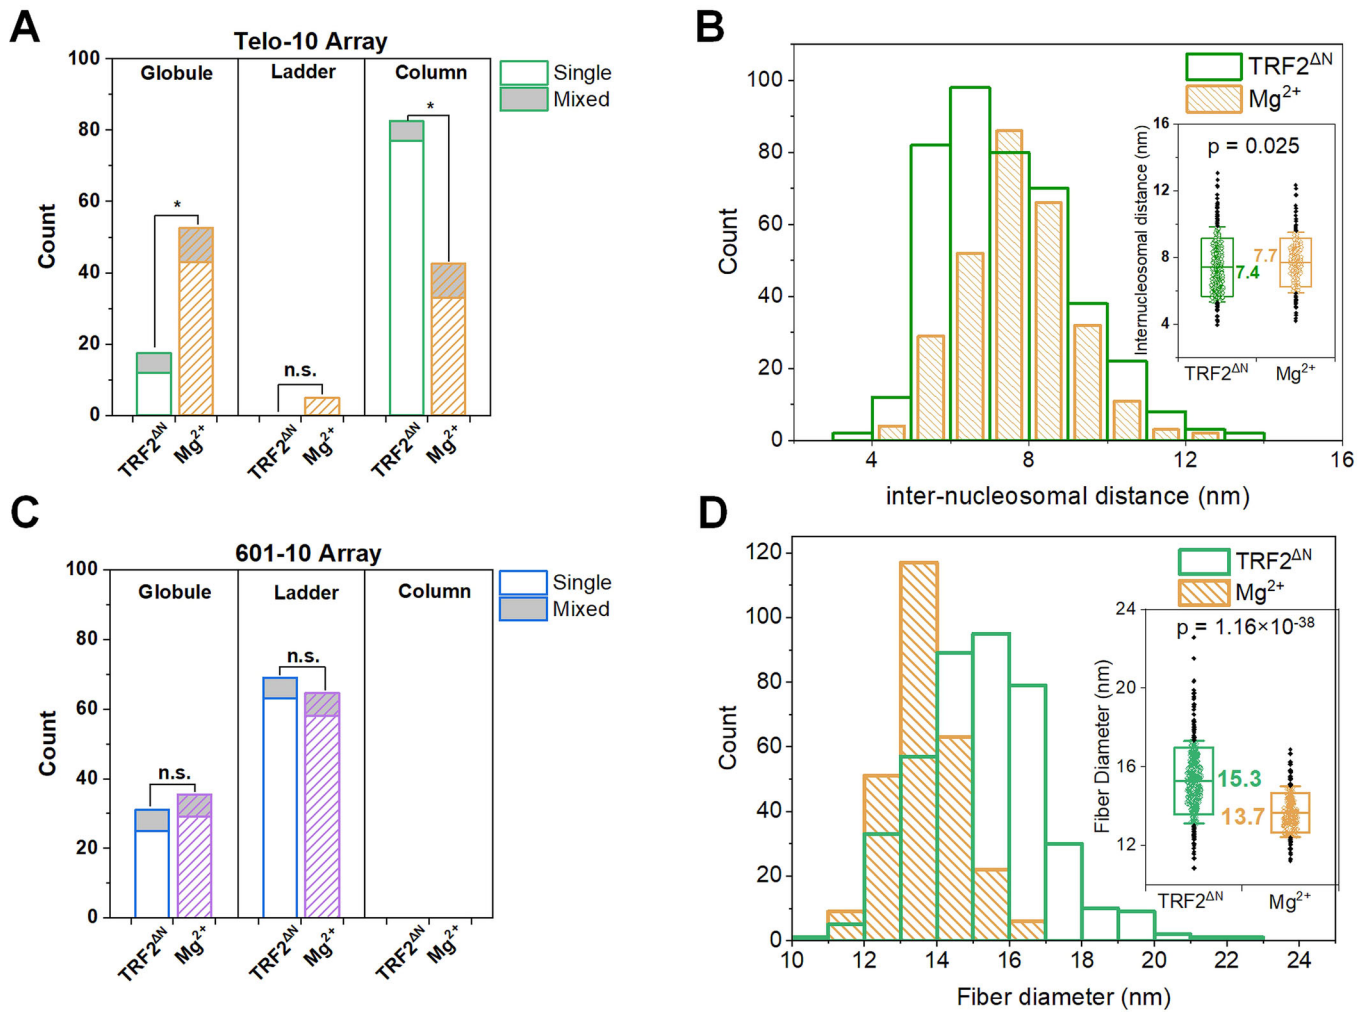 A
Telo-10 Array
Globule
Ladder
Column
Single
Mixed
100
80
60
40
20
0
Count
*
n.s.
*
TRF2ΔN
Mg2+
TRF2ΔN
Mg2+
TRF2ΔN
Mg2+
B
TRF2ΔN
Mg2+
100
80
60
40
20
0
Count
4
8
12
16
inter-nucleosomal distance (nm)
p = 0.025
16
12
8
4
Internucleosomal distance (nm)
7.4
7.7
TRF2ΔN
Mg2+
C
601-10 Array
Globule
Ladder
Column
Single
Mixed
100
80
60
40
20
0
Count
n.s.
n.s.
TRF2ΔN
Mg2+
TRF2ΔN
Mg2+
TRF2ΔN
Mg2+
D
TRF2ΔN
Mg2+
120
100
80
60
40
20
0
Count
10
12
14
16
18
20
22
24
Fiber diameter (nm)
p = 1.16×10-38
24
20
16
12
Fiber Diameter (nm)
15.3
13.7
TRF2ΔN
Mg2+